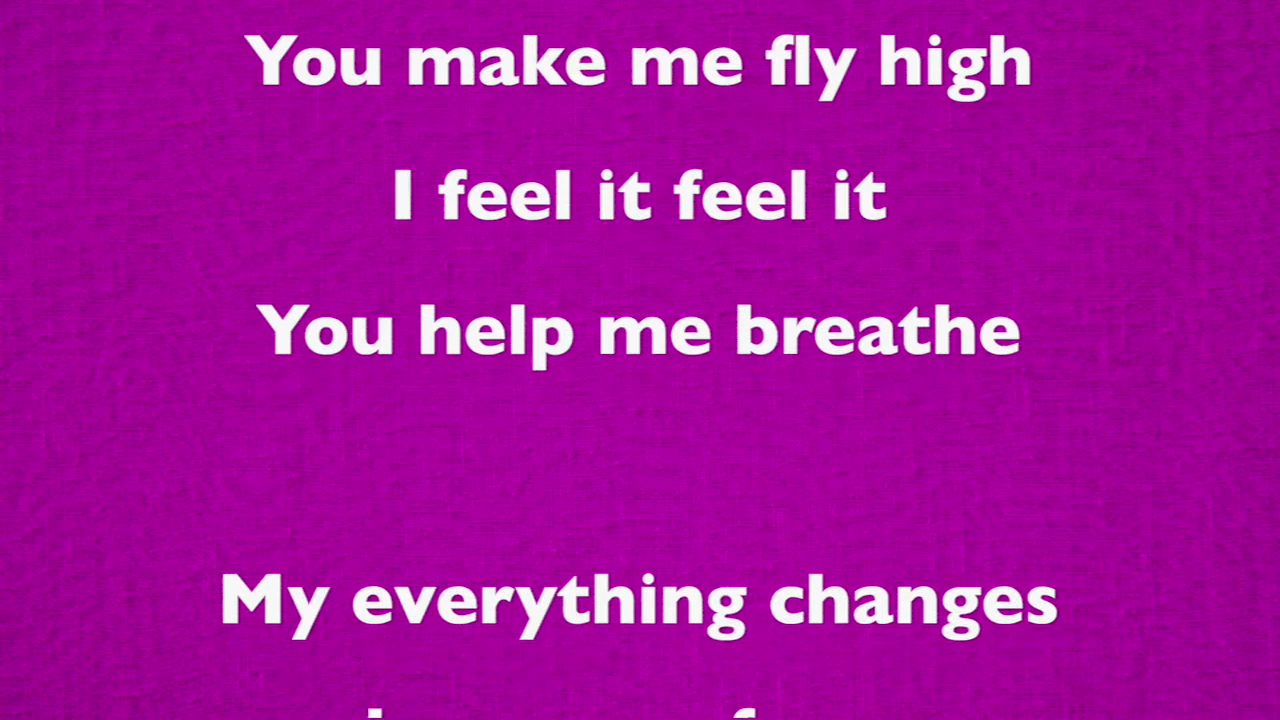 You make me fly high
I feel it feel it
You help me breathe
My everything changes